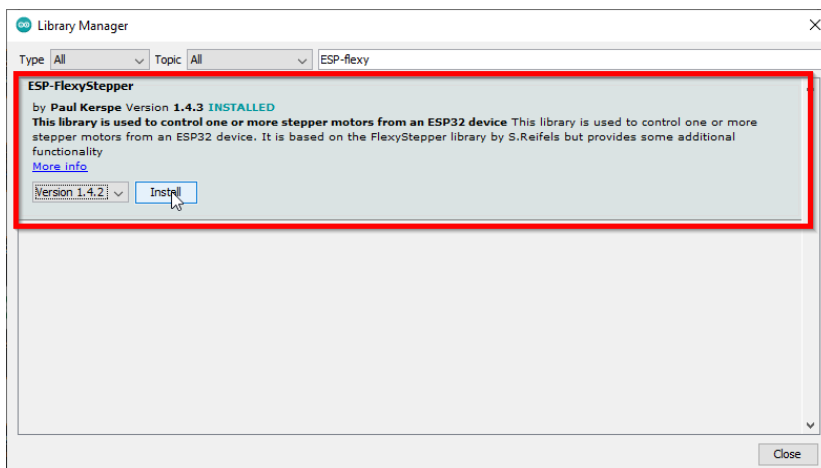 Library Manager
Type All Topic All ESP-flexy
ESP-FlexyStepper
by Paul Kerspe Version 1.4.3 INSTALLED
This library is used to control one or more stepper motors from an ESP32 device This library is used to control one or more
stepper motors from an ESP32 device. It is based on the FlexyStepper library by S.Reifels but provides some additional
functionality
More info
Version 1.4.2 Install
Close